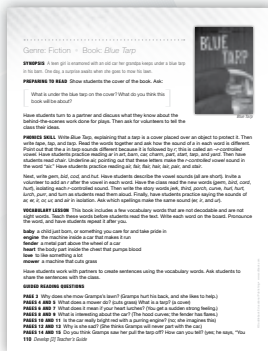 Genre: Fiction • Book: Blue Tarp
BLUE
TARP
Blue Tarp
SYNOPSIS A teen girl is enamored with an old car her grandpa keeps under a blue tarp
in his barn. One day, a surprise awaits when she goes to mow the lawn.
PREPARING TO READ Show students the cover of the book. Ask:
What is under the blue tarp on the cover? What do you think this
book will be about?
Have students turn to a partner and discuss what they know about the
behind-the-scenes work done for plays. Then ask for volunteers to tell the
class their ideas.
PHONICS SKILL Write Blue Tarp, explaining that a tarp is a cover placed over an object to protect it. Then
write tape, tap, and tarp. Read the words together and ask how the sound of a in each word is different.
Point out that the a in tarp sounds different because it is followed by r; this is called an r-controlled
vowel. Have students practice reading ar in art, barn, car, charm, part, start, tarp, and yard. Then have
students read chair. Underline air, pointing out that these letters make the r-controlled vowel sound in
the word "air." Have students practice reading air, fair, flair, hair, lair, pair, and stair.
Next, write germ, bird, cod, and hut. Have students describe the vowel sounds (all are short). Invite a
volunteer to add an r after the vowel in each word. Have the class read the new words (germ, bird, cord,
hurt), isolating each r-controlled sound. Then write the story words jerk, third, porch, curve, hurt, hunt,
lurch, purr, and turn as students read them aloud. Finally, have students practice saying the sounds of
ar, er, ir, or, ur, and air in isolation. Ask which spellings make the same sound (er, ir, and ur).
VOCABULARY LESSON This book includes a few vocabulary words that are not decodable and are not
sight words. Teach these words before students read the text. Write each word on the board. Pronounce
the word, and have students repeat it after you.
baby a child just born, or something you care for and take pride in
engine the machine inside a car that makes it run
fender a metal part above the wheel of a car
heart the body part inside the chest that pumps blood
love to like something a lot
mower a machine that cuts grass
Have students work with partners to create sentences using the vocabulary words. Ask students to
share the sentences with the class.
GUIDED READING QUESTIONS
PAGE 3 Why does she mow Gramps's lawn? (Gramps hurt his back, and she likes to help.)
PAGES 4 AND 5 What does a mower do? (cuts grass) What is a barn? (a cover)
PAGES 6 AND 7 What does it mean if your heart lurches? (You get a sudden strong feeling.)
PAGES 8 AND 9 What is interesting about the car? (The hood curves; the fender has flares)
PAGES 10 AND 11 Is the car really bright red with a purring engine? (no; she imagines this)
PAGES 12 AND 13 Why is she sad? (She thinks Gramps will never part with the car.)
PAGES 14 AND 15 Do you think Gramps saw her pull the tarp off? How can you tell? (yes; he says, "You
110 Develop [2] Teacher's Guide